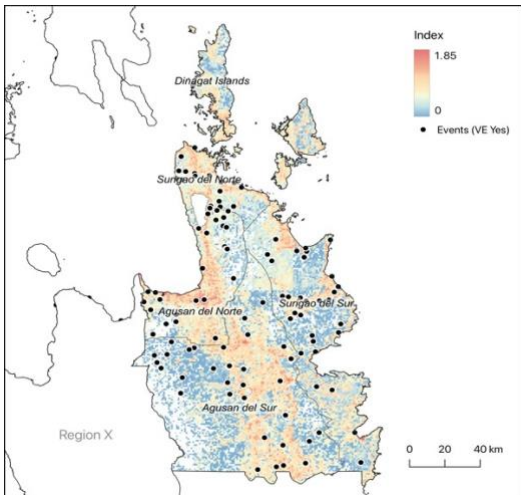 Index
1.85
0
Events (VE Yes)
Dinagat Islands
Surigao del Norte
Surigao del Sur
Agusan del Norte
Agusan del Sur
Region X
0 20 40 km